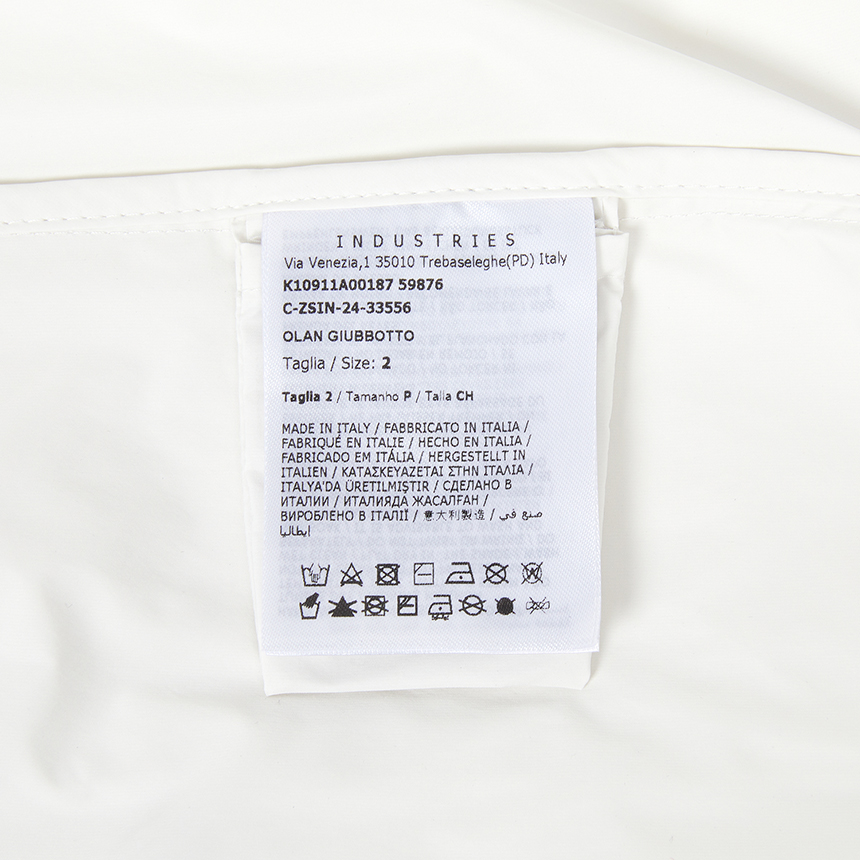 INDUSTRIES
Via Venezia,1 35010 Trebaseleghe(PD) Italy
K10911A00187 59876
C-ZSIN-24-33556
OLAN GIUBBOTTO
Taglia / Size: 2
Taglia 2 / Tamanho P / Talla CH
MADE IN ITALY / FABBRICATO IN ITALIA /
FABRIQUÉ EN ITALIE / HECHO EN ITALIA /
FABRICADO EM ITÁLIA / HERGESTELLT IN
ITALIEN / ΚΑΤΑΣΚΕΥΑΖΕΤΑΙ ΣΤΗΝ ΙΤΑΛΙΑ /
ITALYA'DA ÜRETILMIŞTIR / СДЕЛАНО В
ИТАЛИИ / ИТАЛИЯДА ЖАСАЛҒАН /
ВИРОБЛЕНО В ІТАЛІЇ / 意大利製造 / صنع في
إيطاليا